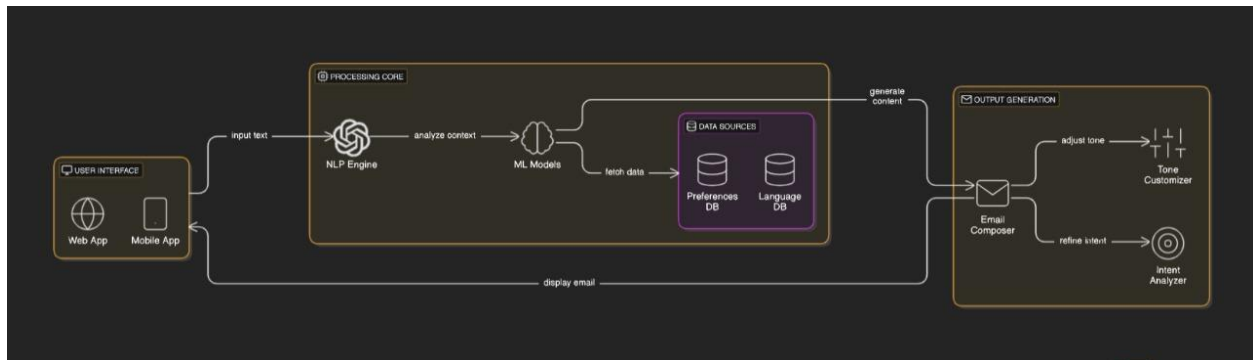 PROCESSING CORE
generate
content
OUTPUT GENERATION
DATA SOURCES
input text
analyze context
adjust tone
NLP Engine
ML Models
USER INTERFACE
fetch data
Tone
Customizer
Preferences
DB
Language
DB
Email
Composer
Web App
Mobile App
refine intent
Intent
Analyzer
display email